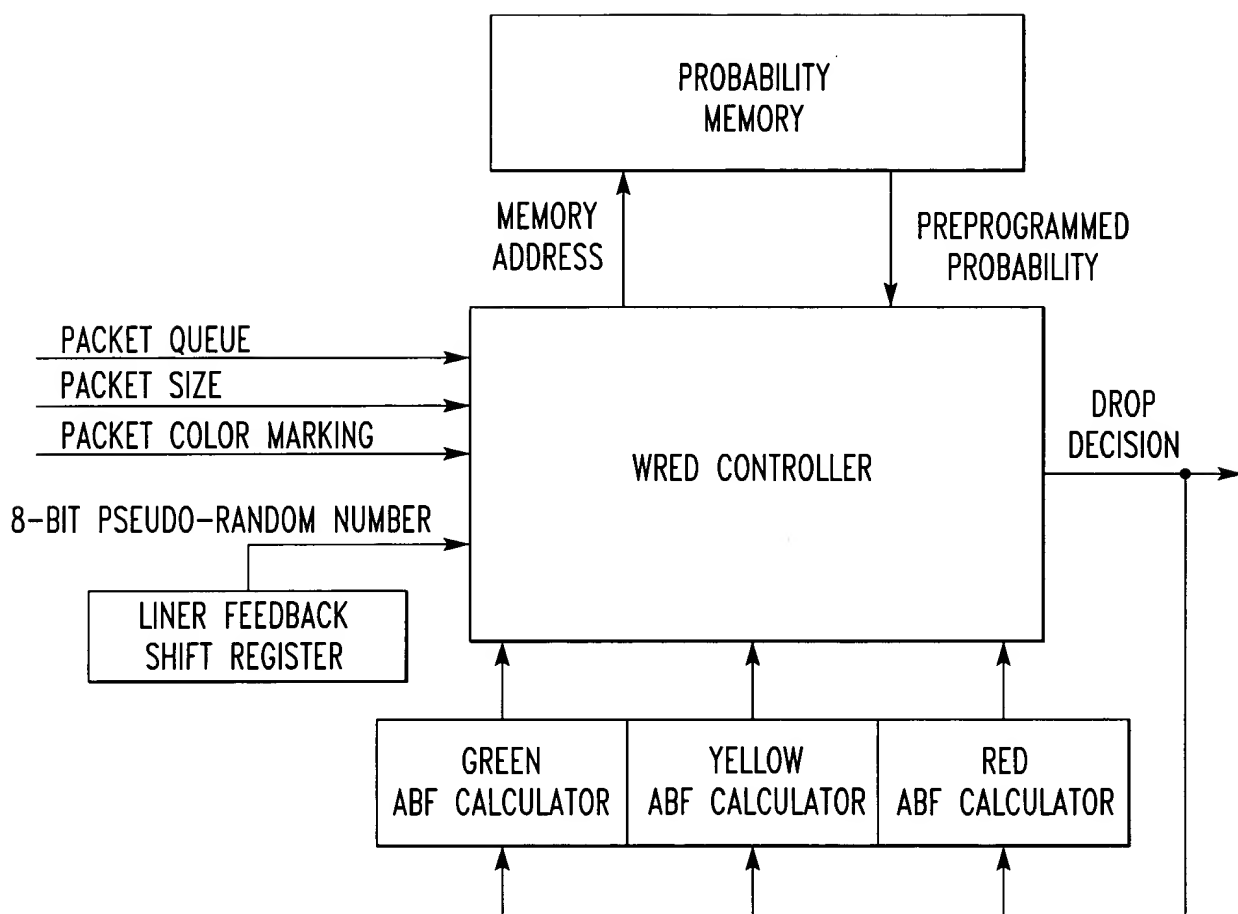 PROBABILITY
MEMORY
MEMORY
ADDRESS
PREPROGRAMMED
PROBABILITY
PACKET QUEUE
PACKET SIZE
PACKET COLOR MARKING
WRED CONTROLLER
DROP
DECISION
8-BIT PSEUDO-RANDOM NUMBER
LINER FEEDBACK
SHIFT REGISTER
GREEN
ABF CALCULATOR
YELLOW
ABF CALCULATOR
RED
ABF CALCULATOR